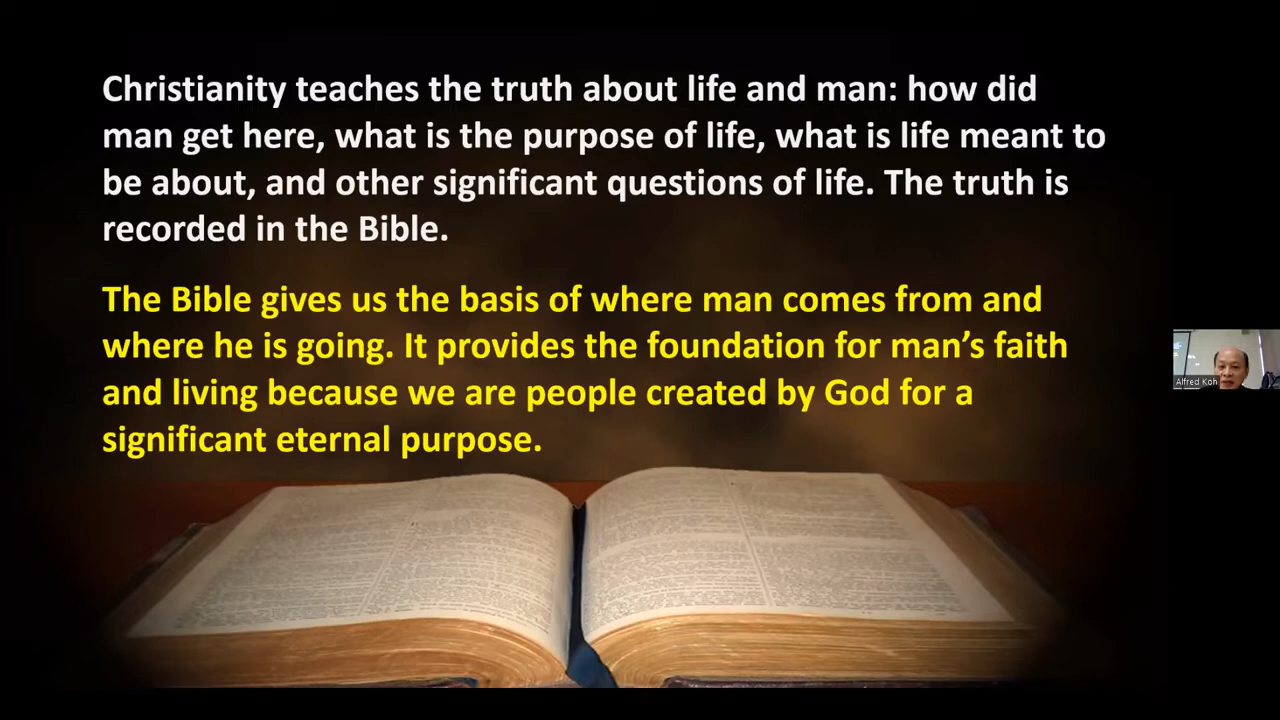 Christianity teaches the truth about life and man: how did
man get here, what is the purpose of life, what is life meant to
be about, and other significant questions of life. The truth is
recorded in the Bible.
The Bible gives us the basis of where man comes from and
where he is going. It provides the foundation for man’s faith
and living because we are people created by God for a
significant eternal purpose.
Alfred Koh